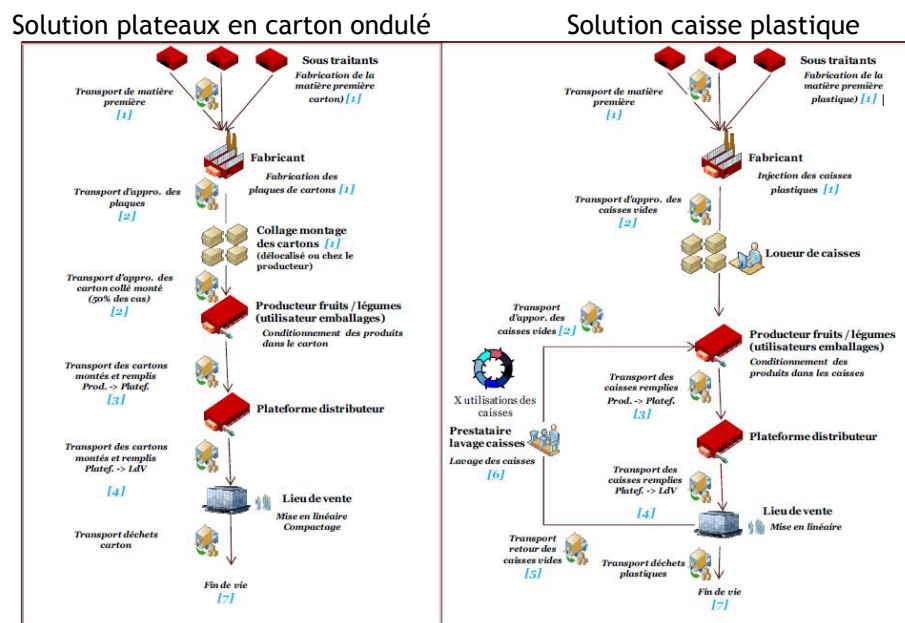 Solution plateaux en carton ondulé
Sous traitants
Fabrication de la
matière première
carton) [1]
Transport de matière
première
[1]
Fabricant
Fabrication des
plaques de cartons [1]
Transport d'appro. des
plaques
[2]
Collage montage
des cartons [1]
(délocalisé ou chez le
producteur)
Transport d'appro. des
carton collé monté
(50% des cas)
[2]
Producteur fruits / légumes
(utilisateur emballages)
Conditionnement des produits
dans le carton
Transport des cartons
montés et remplis
Prod. -> Platef.
[3]
Plateforme distributeur
Transport des cartons
montés et remplis
Platef. -> LdV
[4]
Lieu de vente
Mise en linéaire
Compactage
Transport déchets
carton
Fin de vie
[7]
Solution caisse plastique
Sous traitants
Fabrication de la
matière première
plastique) [1] |
Transport de matière
première
[1]
Fabricant
Injection des caisses
plastiques [1]
Transport d'appro. des
caisses vides
[2]
Loueur de caisses
Transport
d'appor. des
caisses vides [2]
Producteur fruits / légumes
(utilisateurs emballages)
Conditionnement des
produits dans les caisses
X utilisations des
caisses
Transport des
caisses remplies
Prod. -> Platef.
[3]
Prestataire
lavage caisses
Lavage des caisses
[6]
Plateforme distributeur
Transport des
caisses remplies
Platef. -> LdV
[4]
Lieu de vente
Mise en linéaire
Transport
retour des
caisses vides
[5]
Transport déchets
plastiques
Fin de vie
[7]